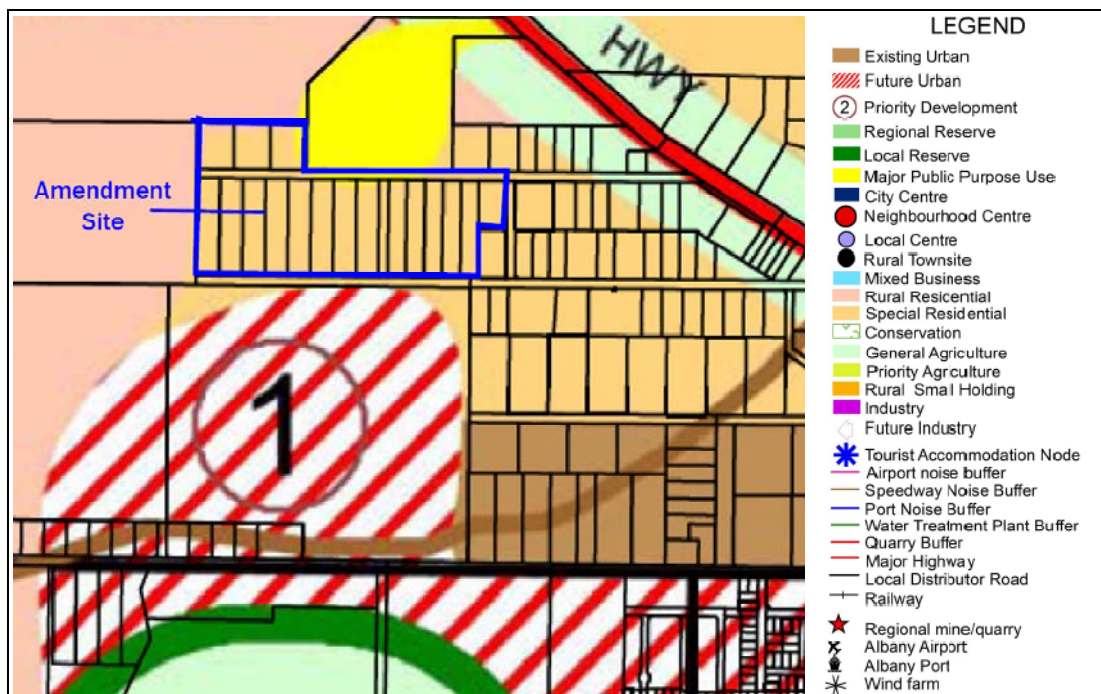 HWY
Amendment
Site
1
LEGEND
Existing Urban
Future Urban
2 Priority Development
Regional Reserve
Local Reserve
Major Public Purpose Use
City Centre
Neighbourhood Centre
Local Centre
Rural Townsite
Mixed Business
Rural Residential
Special Residential
Conservation
General Agriculture
Priority Agriculture
Rural Small Holding
Industry
Future Industry
Tourist Accommodation Node
Airport noise buffer
Speedway Noise Buffer
Port Noise Buffer
Water Treatment Plant Buffer
Quarry Buffer
Major Highway
Local Distributor Road
Railway
Regional mine/quarry
Albany Airport
Albany Port
Wind farm